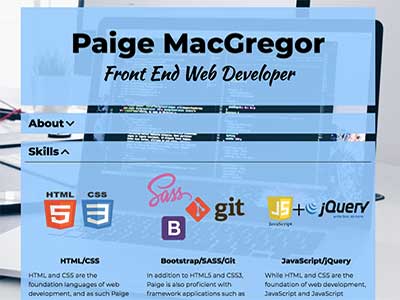 Paige MacGregor
Front End Web Developer
About
Skills
HTML CSS
5 3
Sass
B
git
JS
JavaScript
+
jQuery
HTML/CSS
Bootstrap/SASS/Git
JavaScript/jQuery
HTML and CSS are the
foundation languages of web
development, and as such Paige
In addition to HTML5 and CSS3,
Paige is also proficient with
framework applications such as
While HTML and CSS are the
foundation of web development,
JavaScript and JavaScript